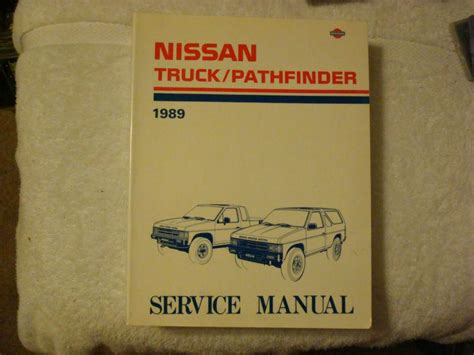 NISSAN
TRUCK/PATHFINDER
1989
SERVICE MANUAL